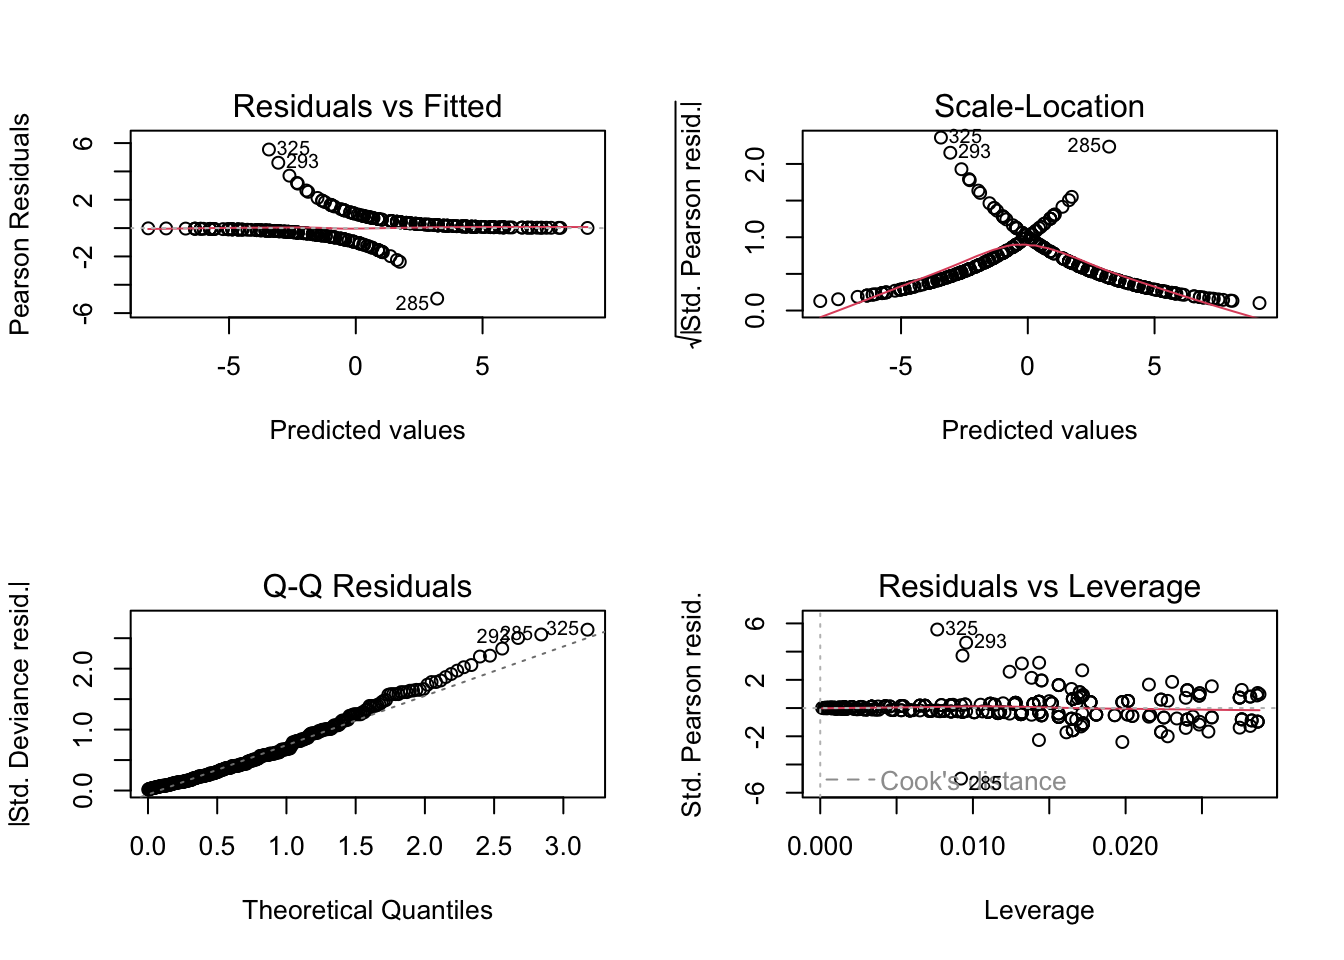 Residuals vs Fitted
Pearson Residuals
6
2
-2
-6
325
293
285
-5 0 5
Predicted values
Scale-Location
√|Std. Pearson resid.|
2.0
1.0
0.0
325
293
285
-5 0 5
Predicted values
Q-Q Residuals
|Std. Deviance resid.|
2.0
1.0
0.0
285
325
0.0 0.5 1.0 1.5 2.0 2.5 3.0
Theoretical Quantiles
Residuals vs Leverage
Std. Pearson resid.
6
2
-2
-6
325
293
Cook's distance
285
0.000 0.010 0.020
Leverage